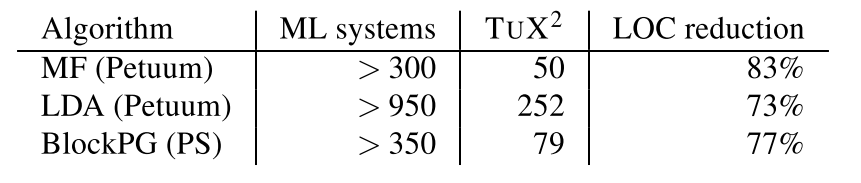 Algorithm ML systems TUX² LOC reduction
MF (Petuum) > 300 50 83%
LDA (Petuum) > 950 252 73%
BlockPG (PS) > 350 79 77%